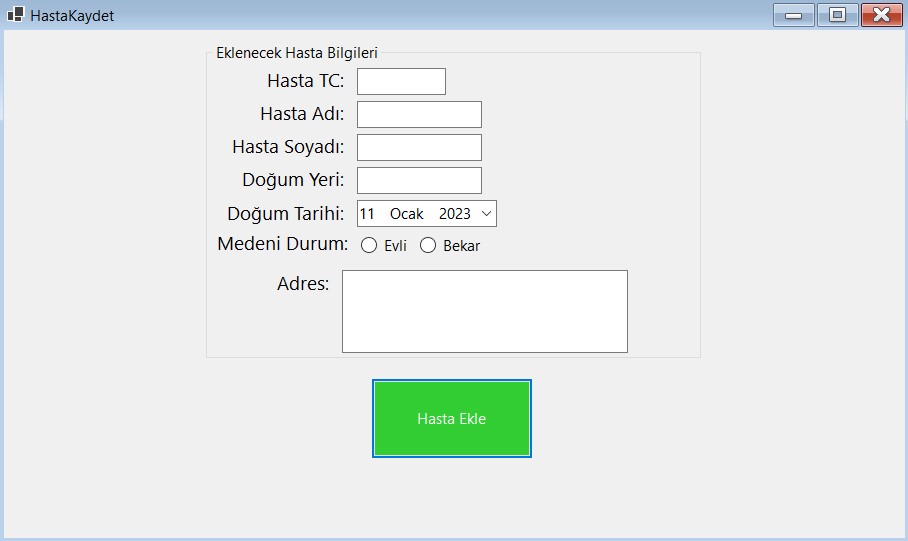 HastaKaydet
Eklenecek Hasta Bilgileri
Hasta TC:
Hasta Adı:
Hasta Soyadı:
Doğum Yeri:
Doğum Tarihi: 11 Ocak 2023
Medeni Durum: Evli Bekar
Adres:
Hasta Ekle